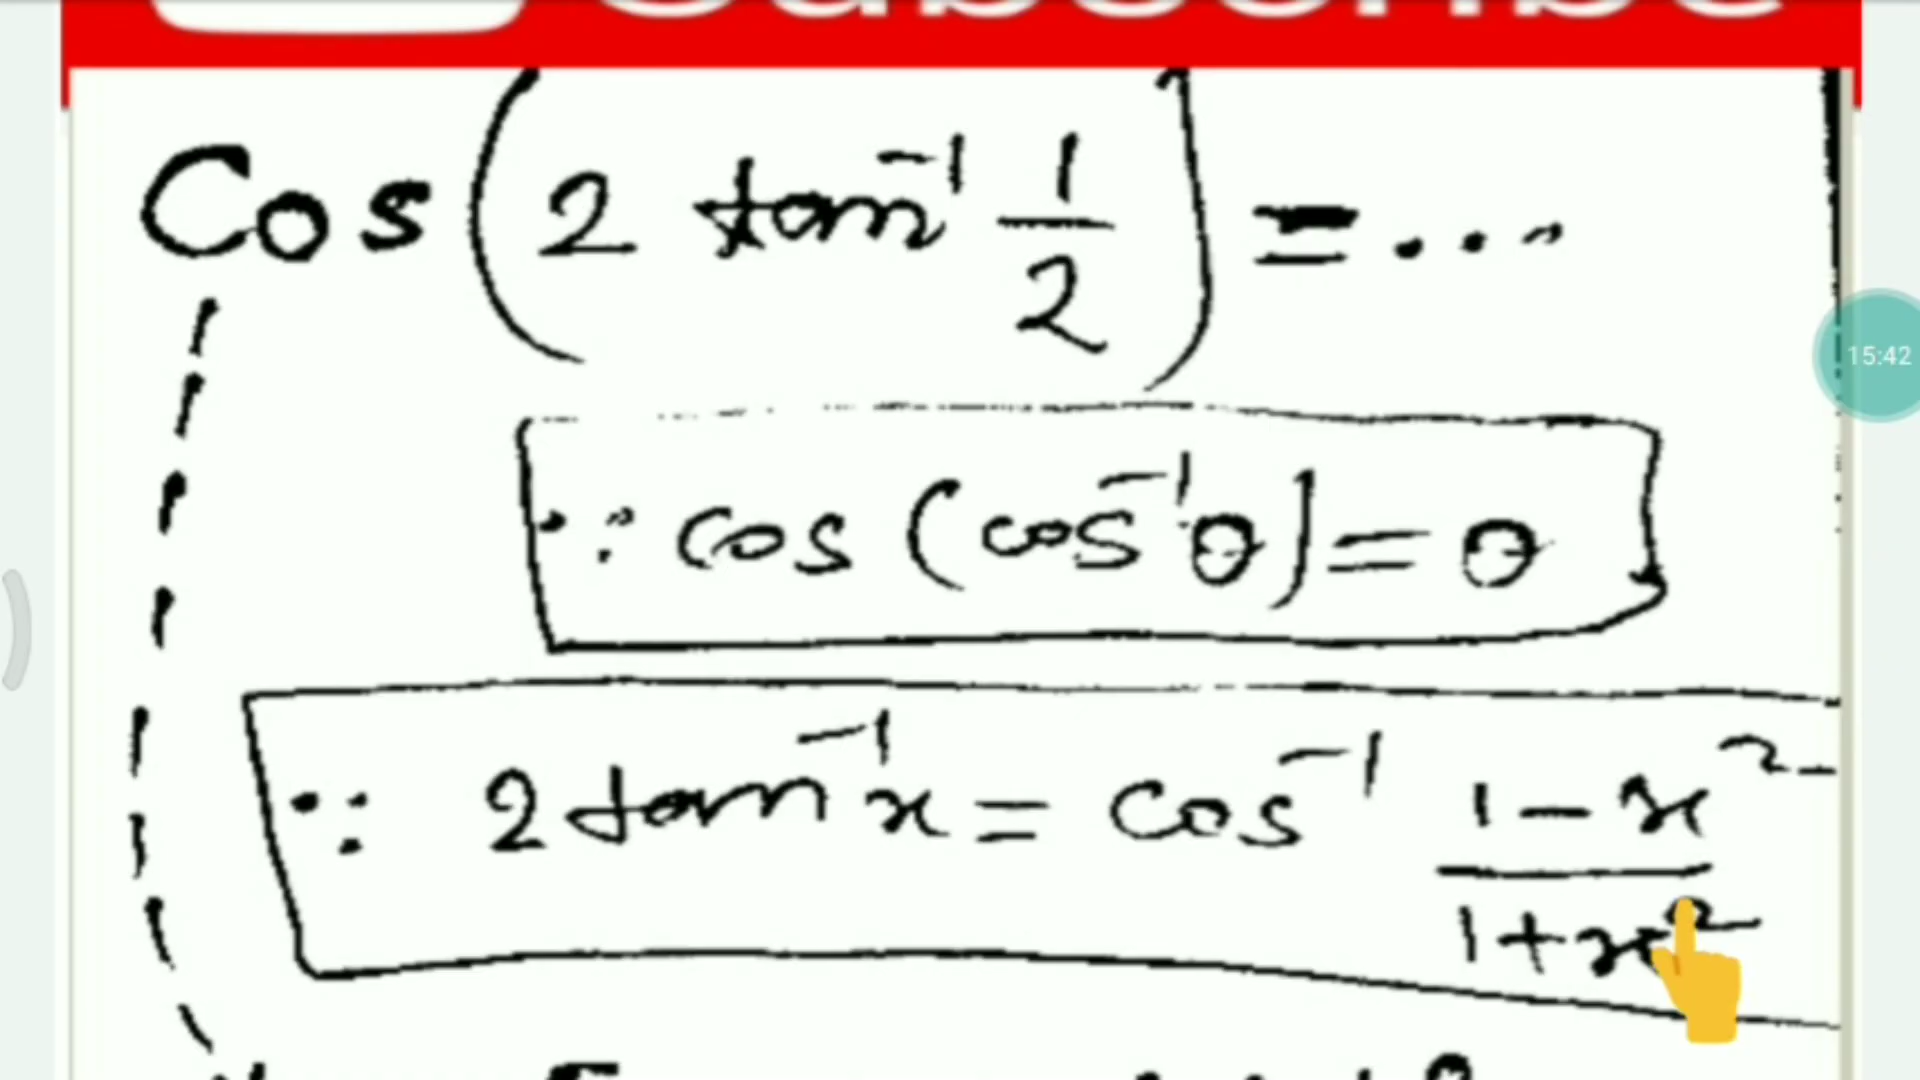 Subscribe
Cos(2 tan⁻¹ 1/2) = ...
∵ cos(cos⁻¹θ) = θ
15:42
∵ 2tan⁻¹x = cos⁻¹ (1-x²)/(1+x²)